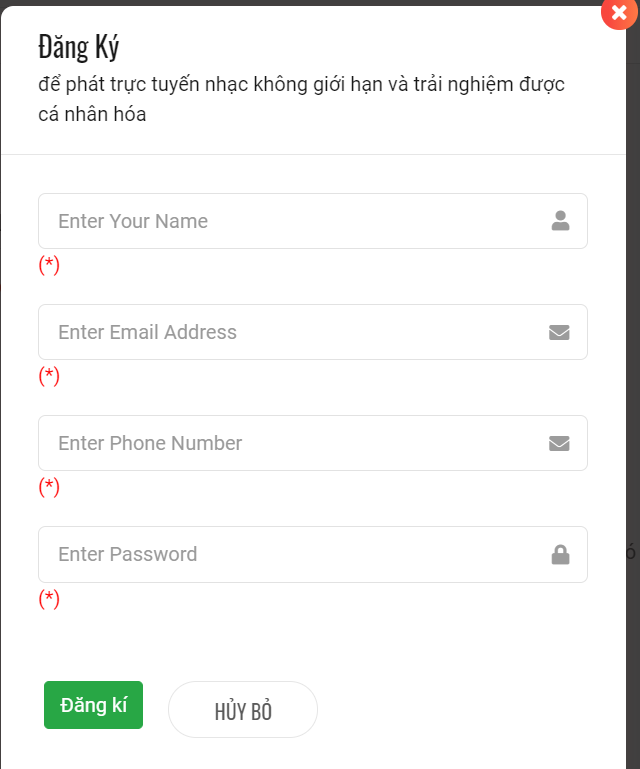 Đăng Ký
để phát trực tuyến nhạc không giới hạn và trải nghiệm được
cá nhân hóa
Enter Your Name
(*)
Enter Email Address
(*)
Enter Phone Number
(*)
Enter Password
(*)
Đăng kí
HỦY BỎ